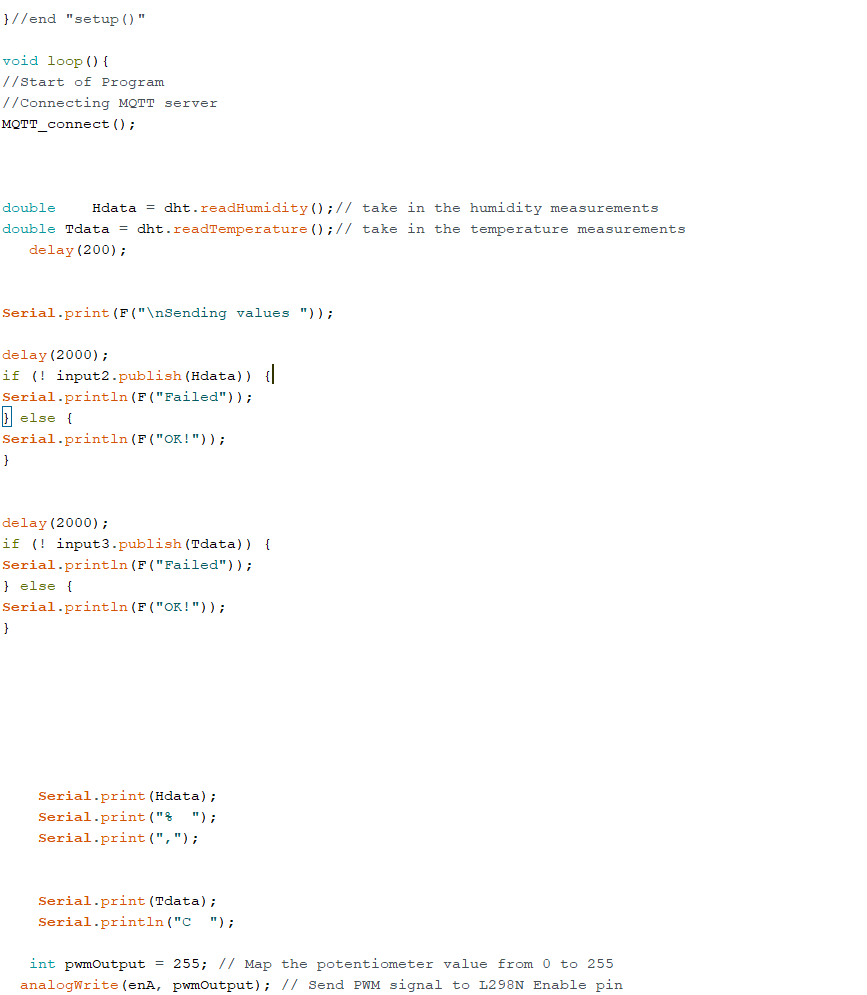 }//end "setup()"
void loop(){
//Start of Program
//Connecting MQTT server
MQTT_connect();
double    Hdata = dht.readHumidity();// take in the humidity measurements
double Tdata = dht.readTemperature();// take in the temperature measurements
   delay(200);
Serial.print(F("\nSending values "));
delay(2000);
if (! input2.publish(Hdata)) {
Serial.println(F("Failed"));
} else {
Serial.println(F("OK!"));
}
delay(2000);
if (! input3.publish(Tdata)) {
Serial.println(F("Failed"));
} else {
Serial.println(F("OK!"));
}
    Serial.print(Hdata);
    Serial.print("%  ");
    Serial.print(",");
    Serial.print(Tdata);
    Serial.println("C  ");
   int pwmOutput = 255; // Map the potentiometer value from 0 to 255
  analogWrite(enA, pwmOutput); // Send PWM signal to L298N Enable pin